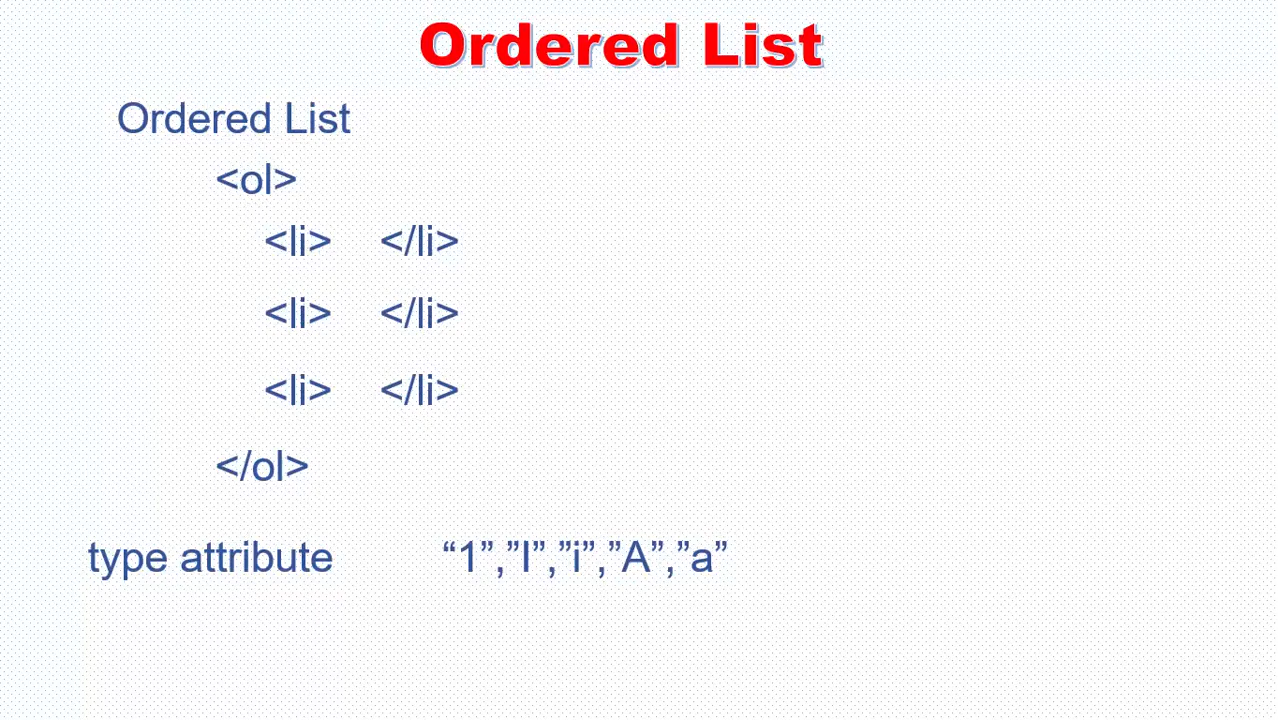 Ordered List
Ordered List
<ol>
<li> </li>
<li> </li>
<li> </li>
</ol>
type attribute “1”,”I”,”i”,”A”,”a”